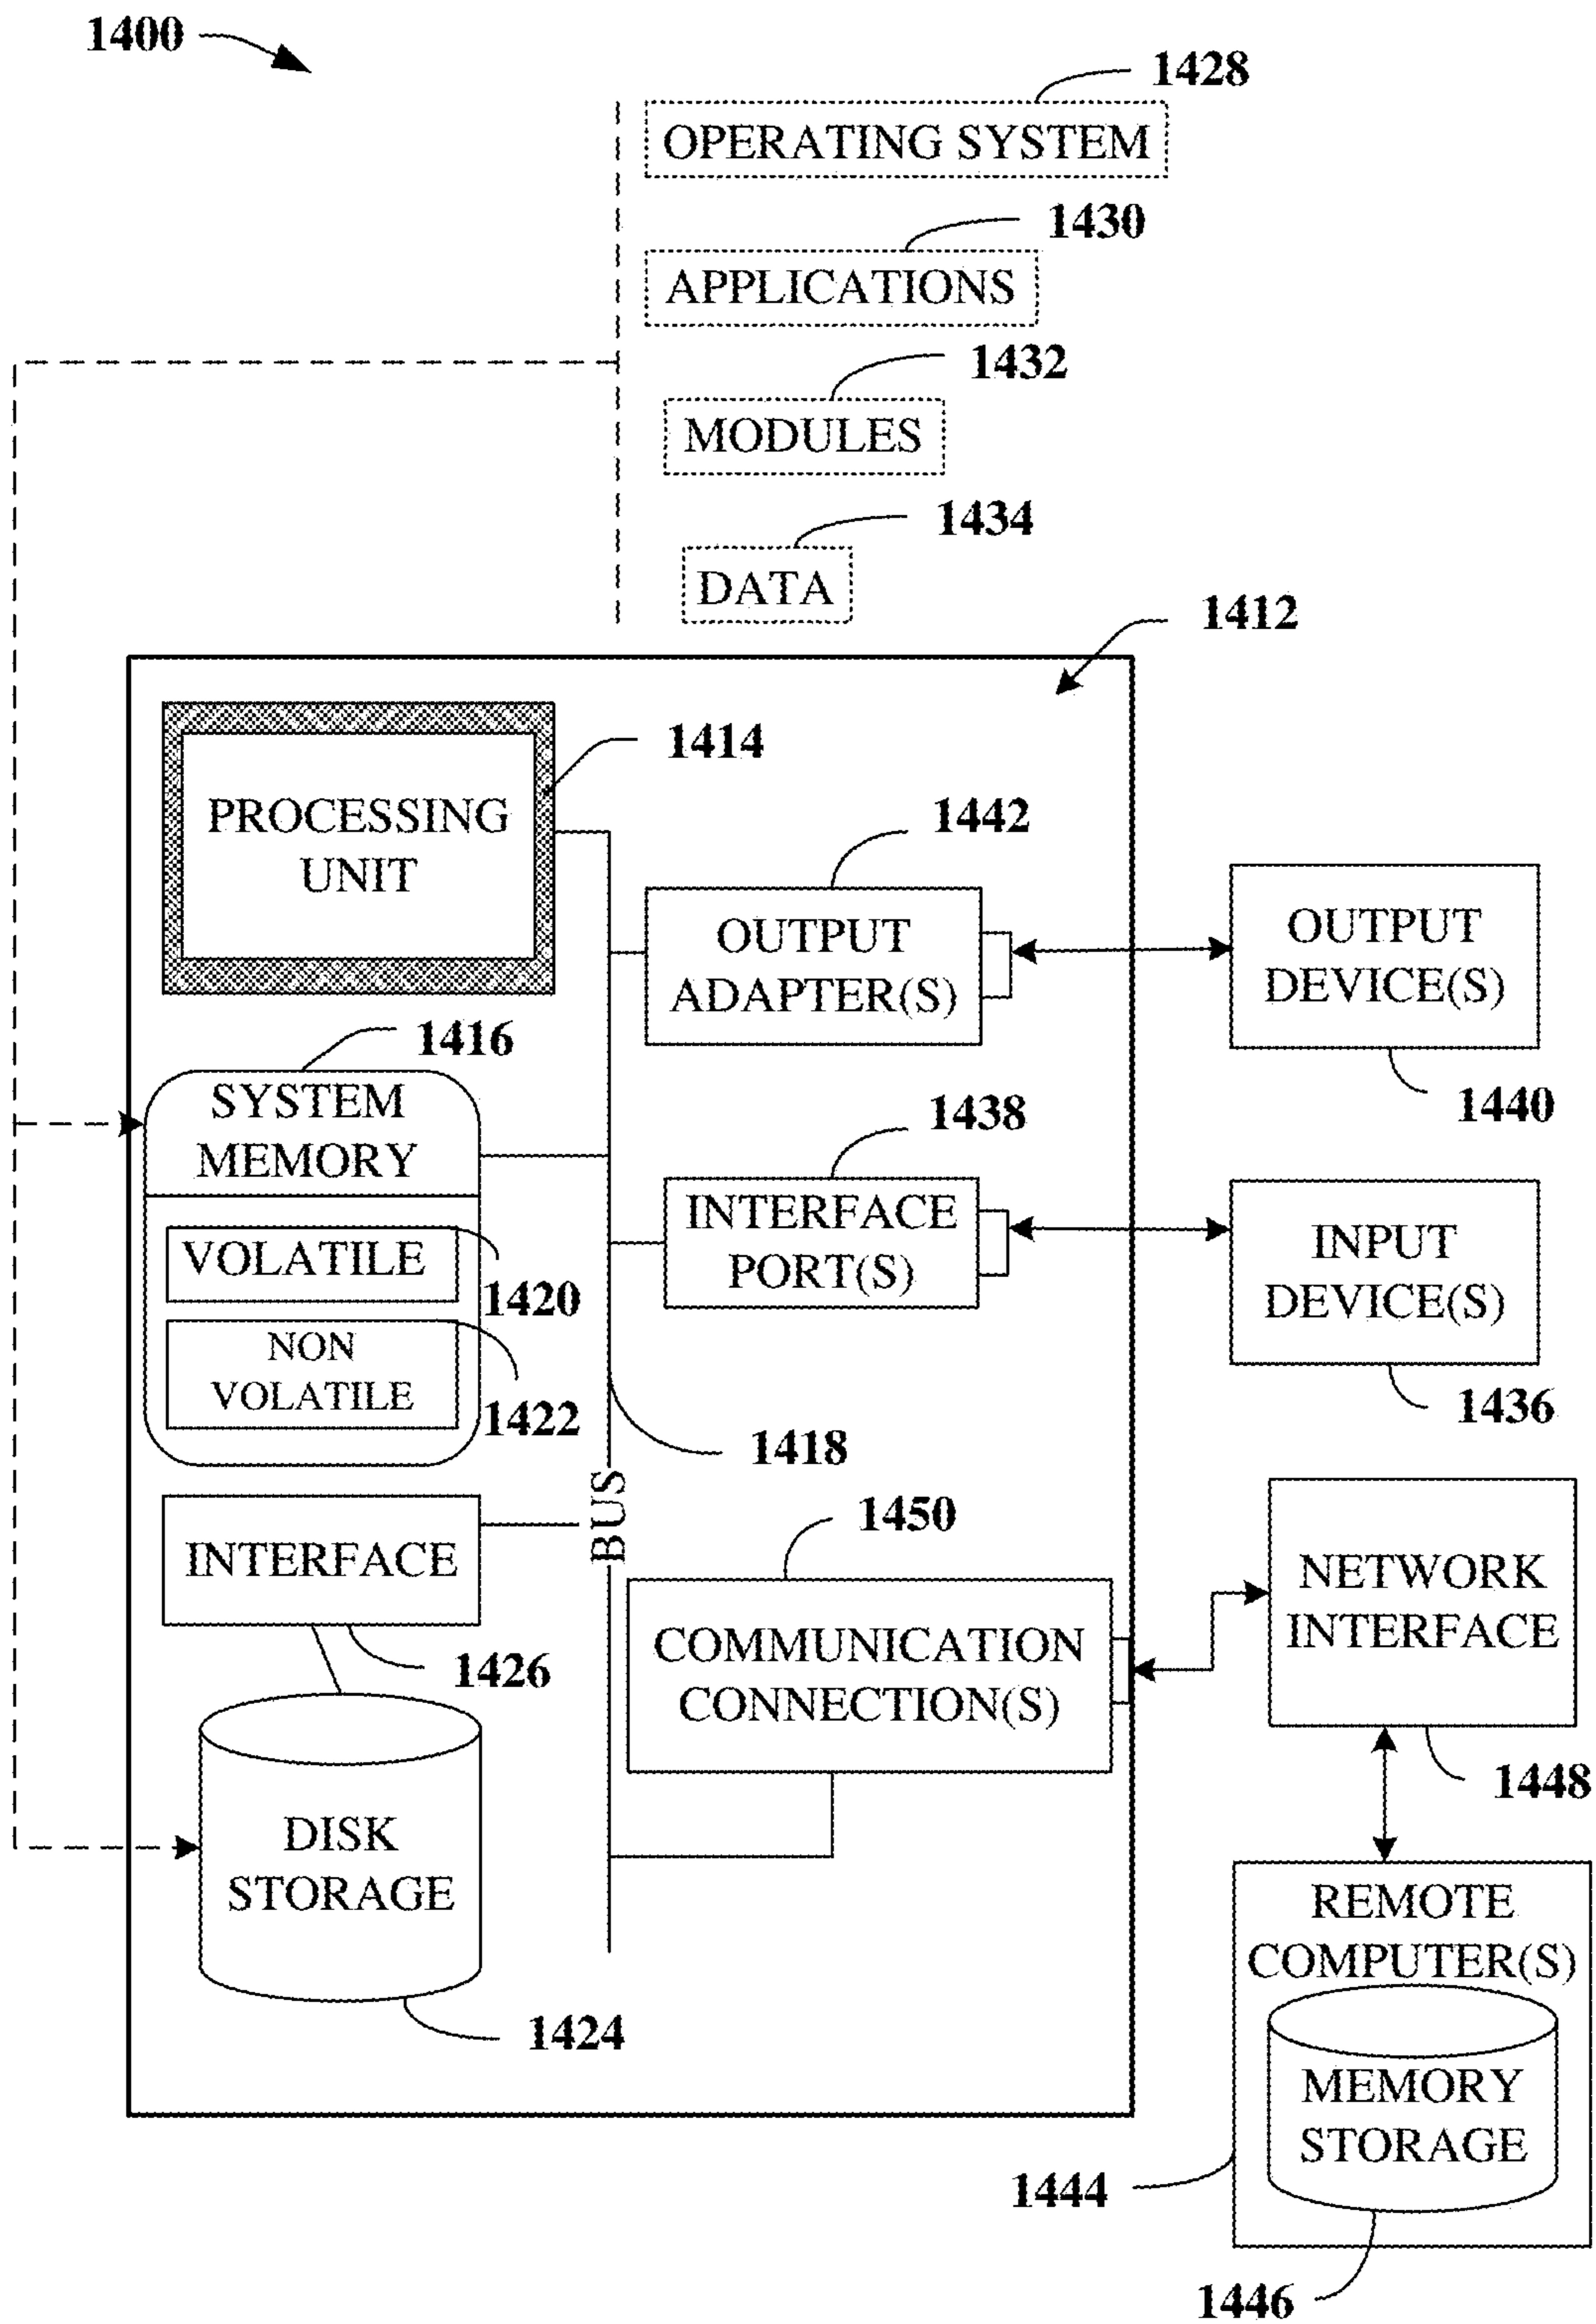 1400
1428
OPERATING SYSTEM
1430
APPLICATIONS
1432
MODULES
1434
DATA
1412
1414
PROCESSING
UNIT
1442
OUTPUT
ADAPTER(S)
OUTPUT
DEVICE(S)
1440
1416
SYSTEM
MEMORY
VOLATILE
1420
NON
VOLATILE
1422
1438
INTERFACE
PORT(S)
INPUT
DEVICE(S)
1436
1418
BUS
INTERFACE
1426
1450
COMMUNICATION
CONNECTION(S)
NETWORK
INTERFACE
1448
DISK
STORAGE
1424
REMOTE
COMPUTER(S)
MEMORY
STORAGE
1444
1446